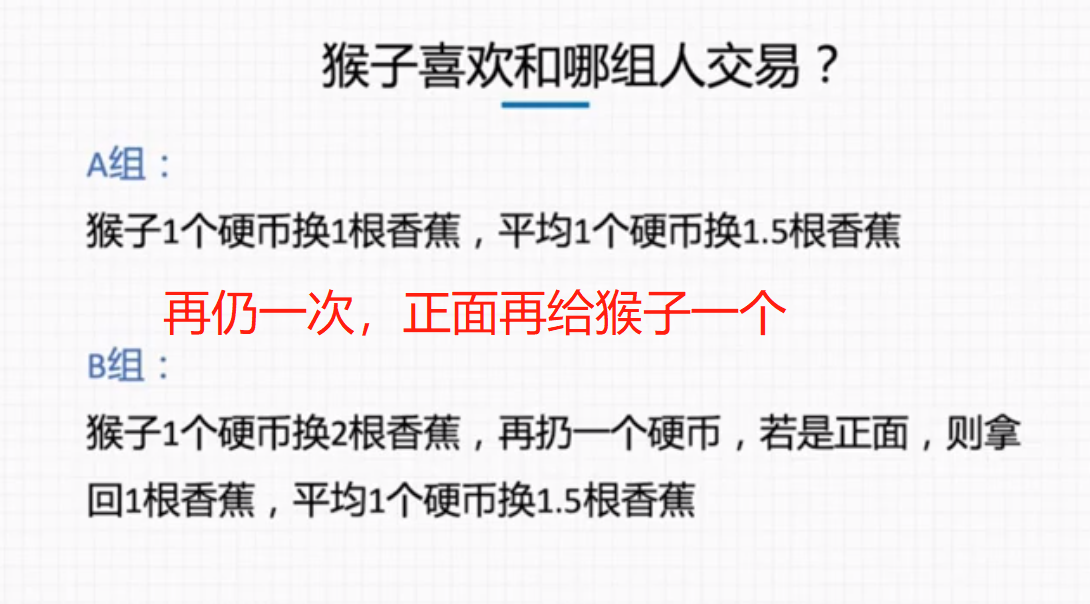 猴子喜欢和哪组人交易？
A组：
猴子1个硬币换1根香蕉，平均1个硬币换1.5根香蕉
再仍一次，正面再给猴子一个
B组：
猴子1个硬币换2根香蕉，再扔一个硬币，若是正面，则拿
回1根香蕉，平均1个硬币换1.5根香蕉